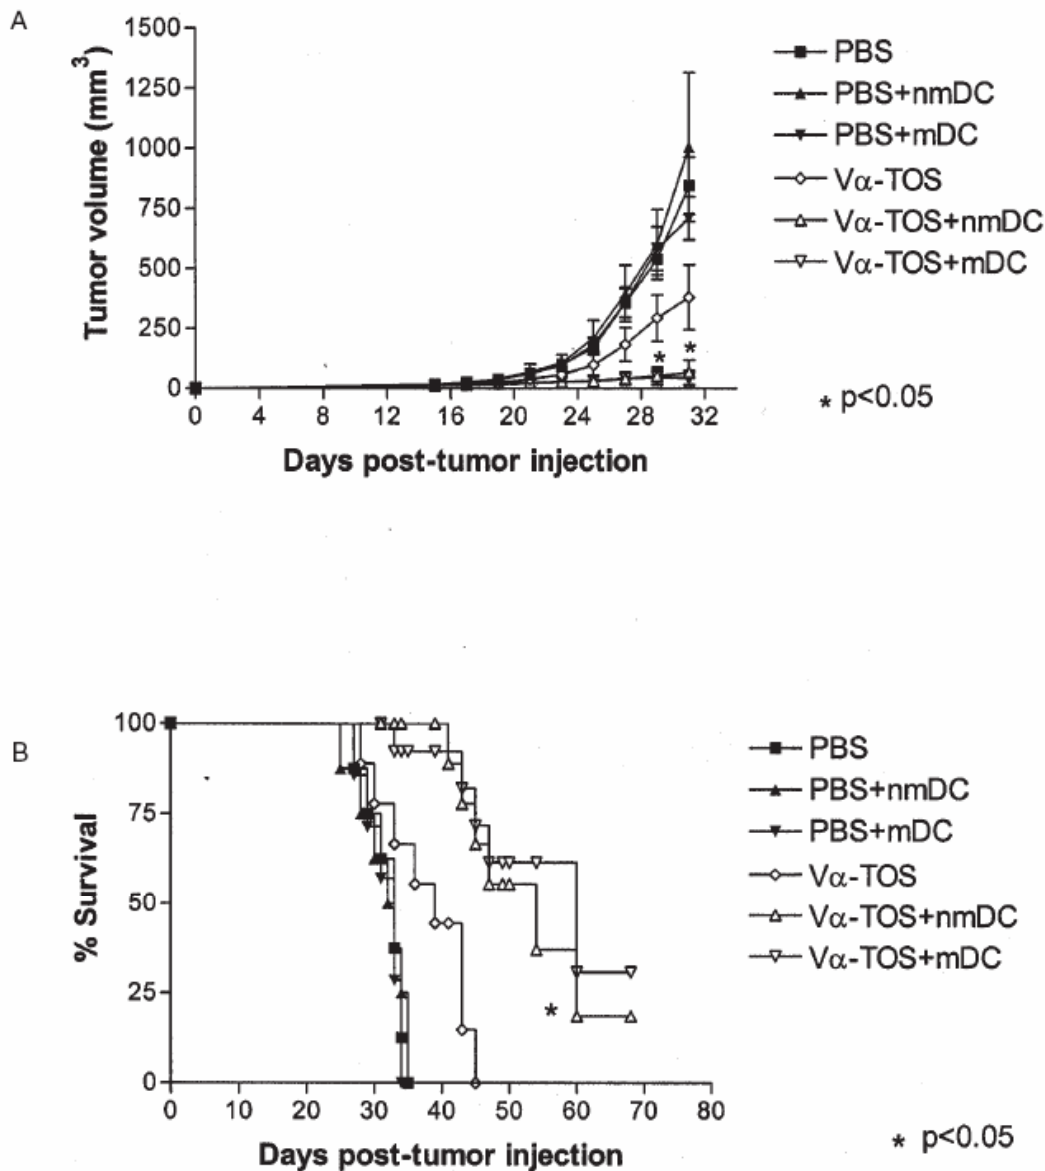 A
Tumor volume (mm³)
1500
1250
1000
750
500
250
0
0 4 8 12 16 20 24 28 32
Days post-tumor injection
PBS
PBS+nmDC
PBS+mDC
Vα-TOS
Vα-TOS+nmDC
Vα-TOS+mDC
* *
* p<0.05
B
% Survival
100
75
50
25
0
0 10 20 30 40 50 60 70 80
Days post-tumor injection
PBS
PBS+nmDC
PBS+mDC
Vα-TOS
Vα-TOS+nmDC
Vα-TOS+mDC
*
* p<0.05